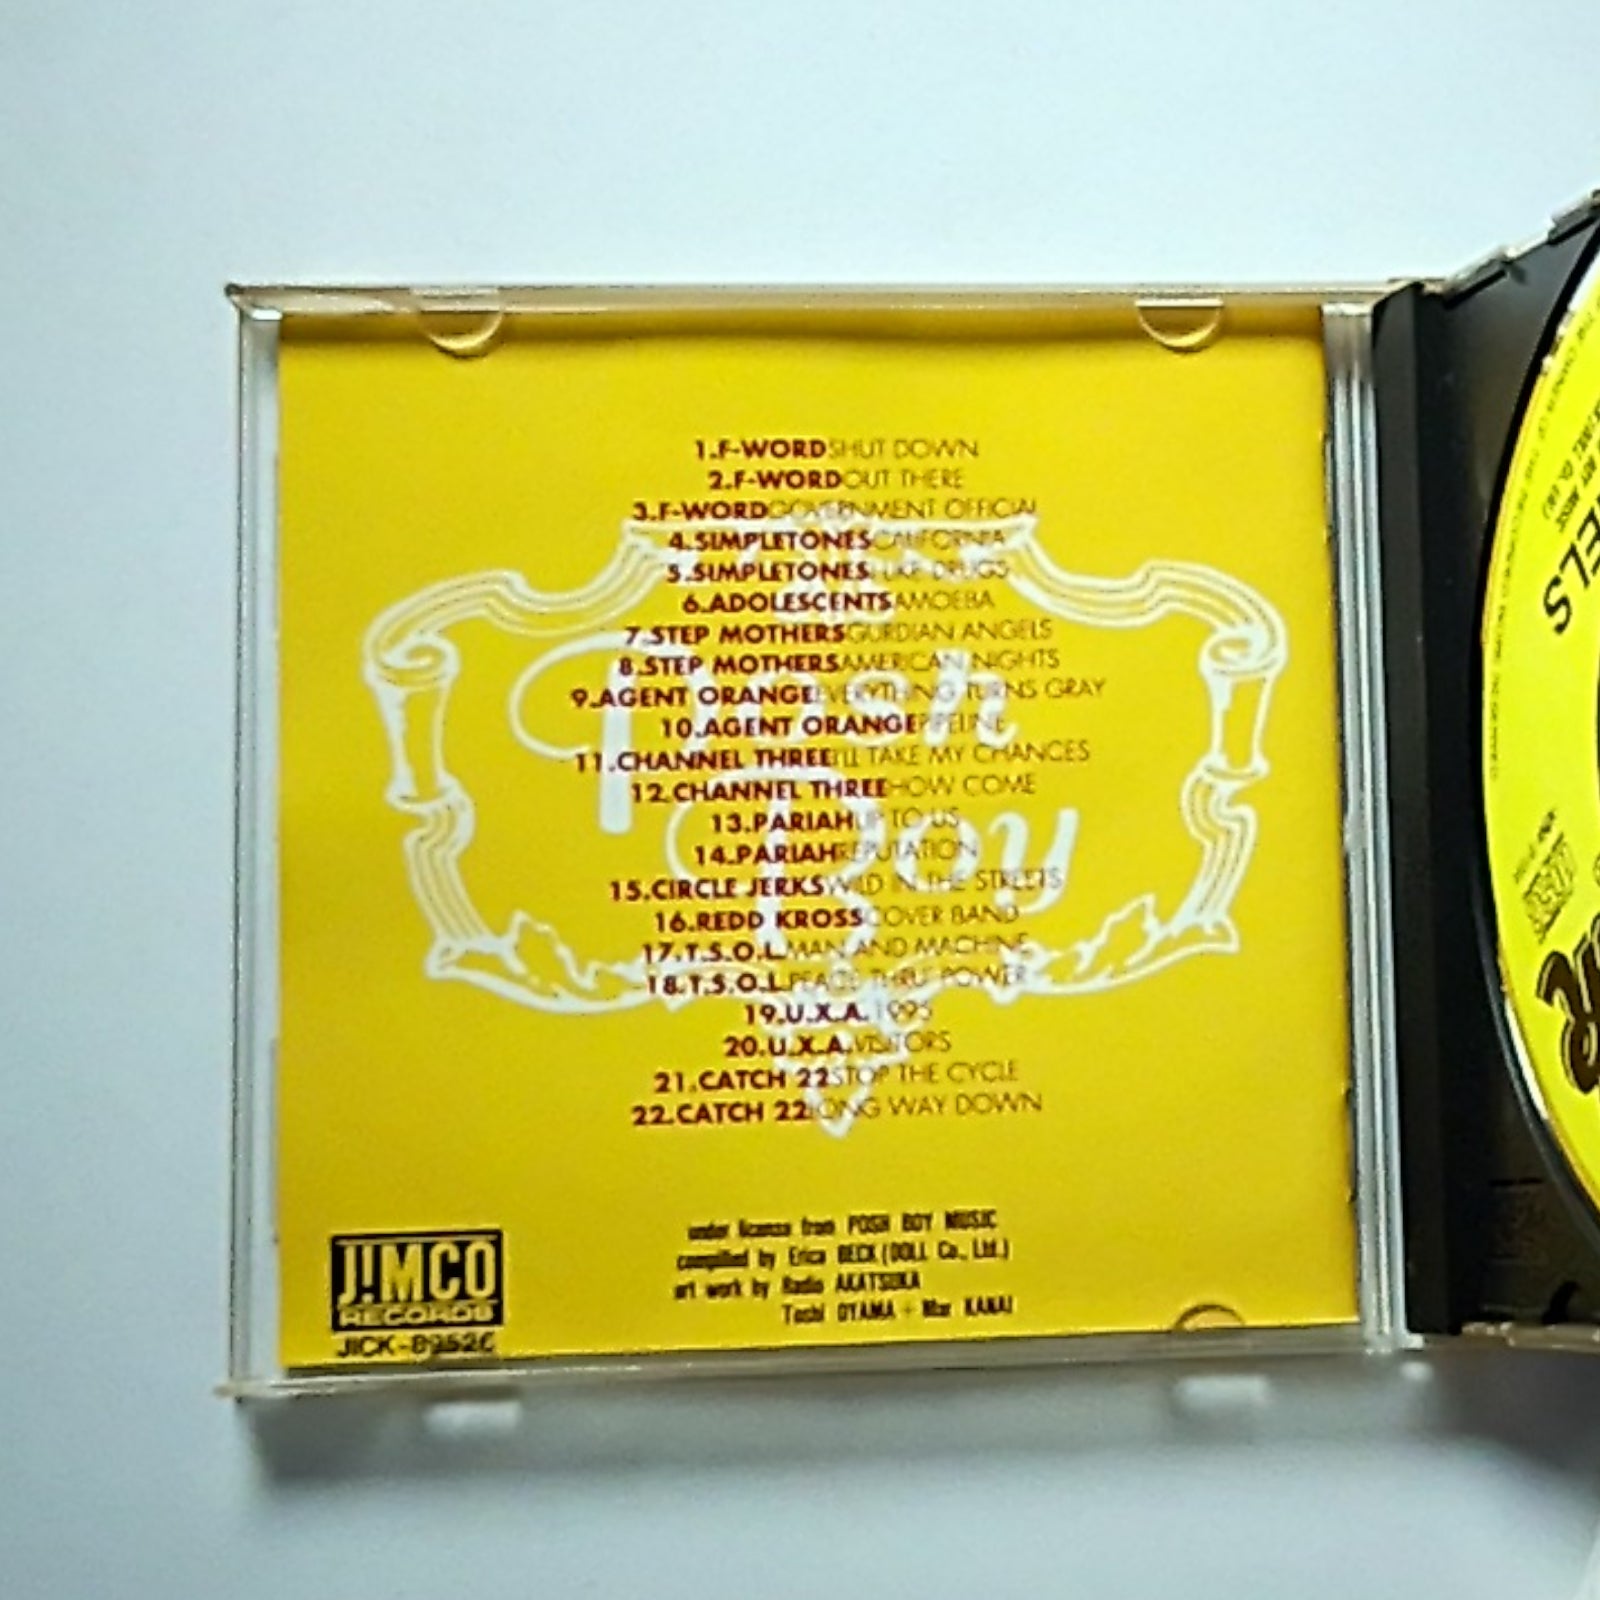 1.F-WORD SHUT DOWN
2.F-WORD OUT THERE
3.F-WORD GOVERNMENT OFFICIAL
4.SIMPLETONES CALIFORNIA
5.SIMPLETONES I LIKE DRUGS
6.ADOLESCENTS AMOEBA
7.STEP MOTHERS GURDIAN ANGELS
8.STEP MOTHERS AMERICAN NIGHTS
9.AGENT ORANGE EVERYTHING TURNS GRAY
10.AGENT ORANGE PIPELINE
11.CHANNEL THREE I'LL TAKE MY CHANCES
12.CHANNEL THREE HOW COME
13.PARIAH UP TO US
14.PARIAH REPUTATION
15.CIRCLE JERKS WILD IN THE STREETS
16.REDD KROSS COVER BAND
17.T.S.O.L. MAN AND MACHINE
18.T.S.O.L. PEACE THRU' POWER
19.U.X.A. 1995
20.U.X.A. VISITORS
21.CATCH 22 STOP THE CYCLE
22.CATCH 22 LONG WAY DOWN
Posh
Boy
under license from POSH BOY MUSIC
compilied by Erica BECK (DOLL Co., Ltd.)
art work by Radio AKATSUKA
Toshi OYAMA + Mar KANAI
JIMCO
RECORDS
JICK-89526
ELS